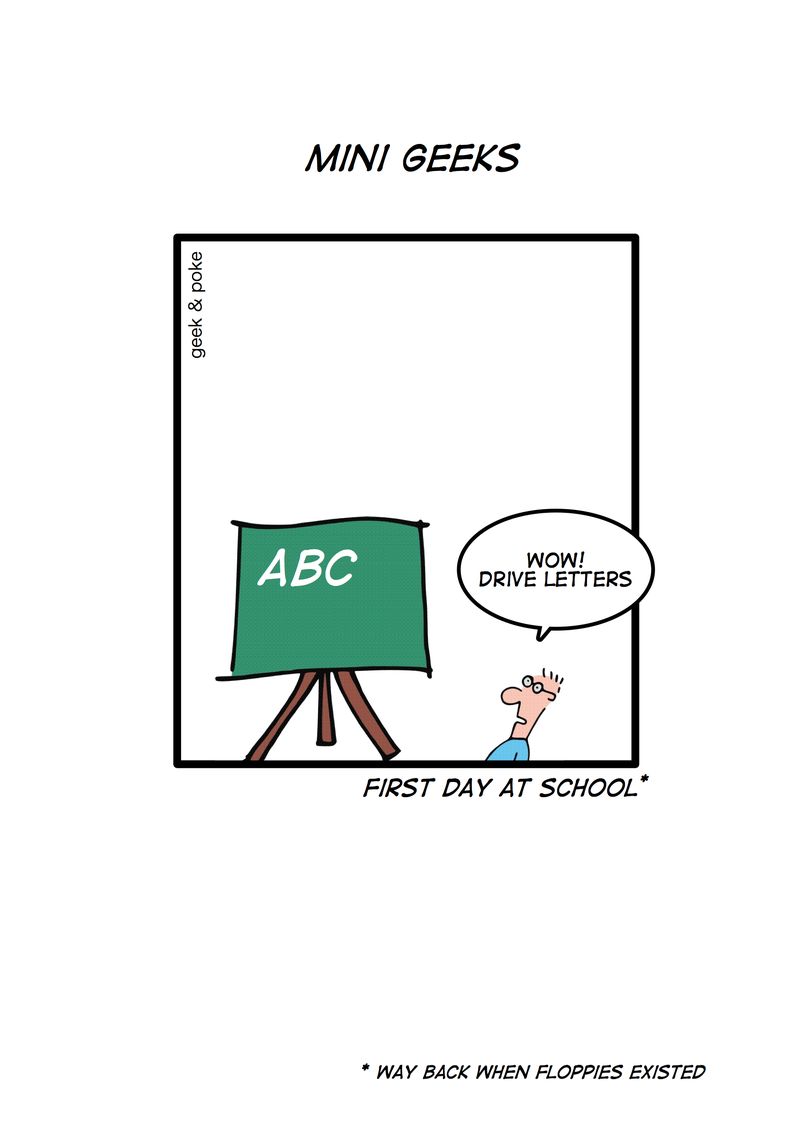 MINI GEEKS
geek & poke
ABC
WOW!
DRIVE LETTERS
FIRST DAY AT SCHOOL*
* WAY BACK WHEN FLOPPIES EXISTED